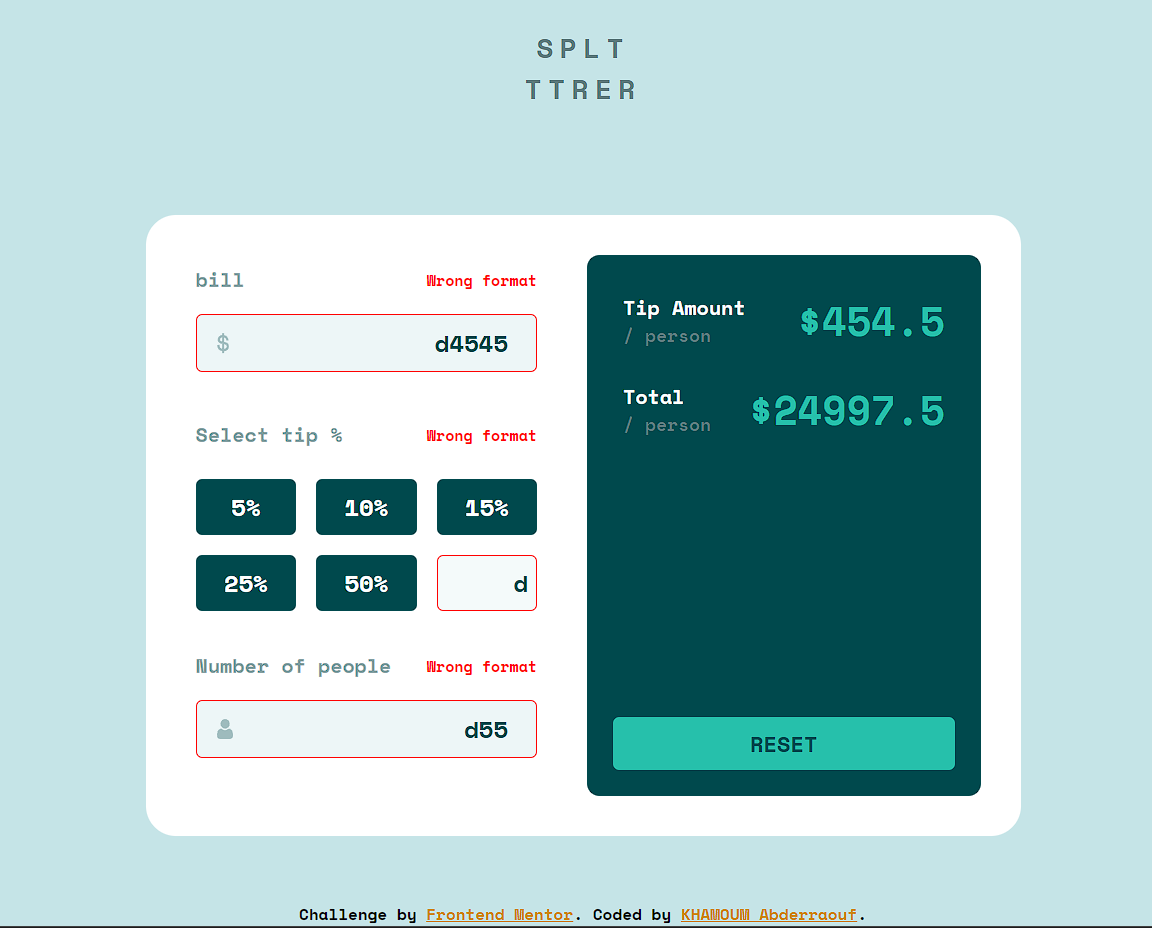 SPLT
TTRER
bill Wrong format
$ d4545
Select tip % Wrong format
5% 10% 15%
25% 50% d
Number of people Wrong format
d55
Tip Amount
/ person
$454.5
Total
/ person
$24997.5
RESET
Challenge by Frontend Mentor. Coded by KHAMOUM Abderraouf.